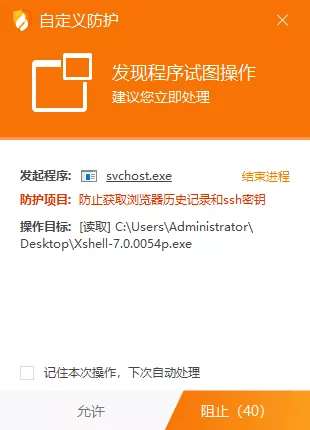 自定义防护
发现程序试图操作
建议您立即处理
发起程序: svchost.exe 结束进程
防护项目: 防止获取浏览器历史记录和ssh密钥
操作目标: [读取] C:\Users\Administrator\
Desktop\Xshell-7.0.0054p.exe
记住本次操作，下次自动处理
允许 阻止（40）